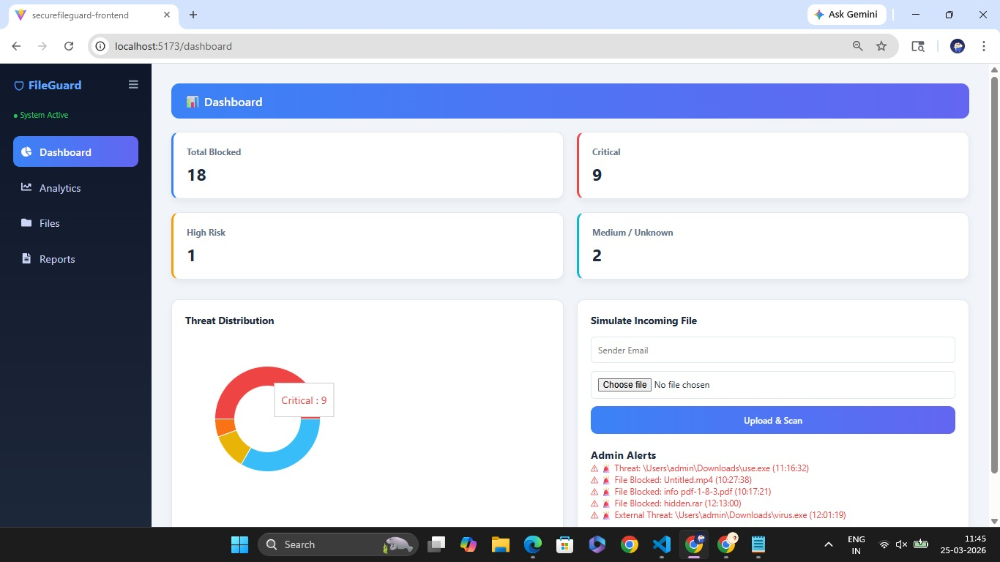 securefileguard-frontend
Ask Gemini
localhost:5173/dashboard
FileGuard
System Active
Dashboard
Analytics
Files
Reports
Dashboard
Total Blocked
18
Critical
9
High Risk
1
Medium / Unknown
2
Threat Distribution
Critical : 9
Simulate Incoming File
Sender Email
Choose file No file chosen
Upload & Scan
Admin Alerts
Threat: \Users\admin\Downloads\use.exe (11:16:32)
File Blocked: Untitled.mp4 (10:27:38)
File Blocked: info pdf-1-8-3.pdf (10:17:21)
File Blocked: hidden.rar (12:13:00)
External Threat: \Users\admin\Downloads\virus.exe (12:01:19)
Search
ENG
IN
11:45
25-03-2026